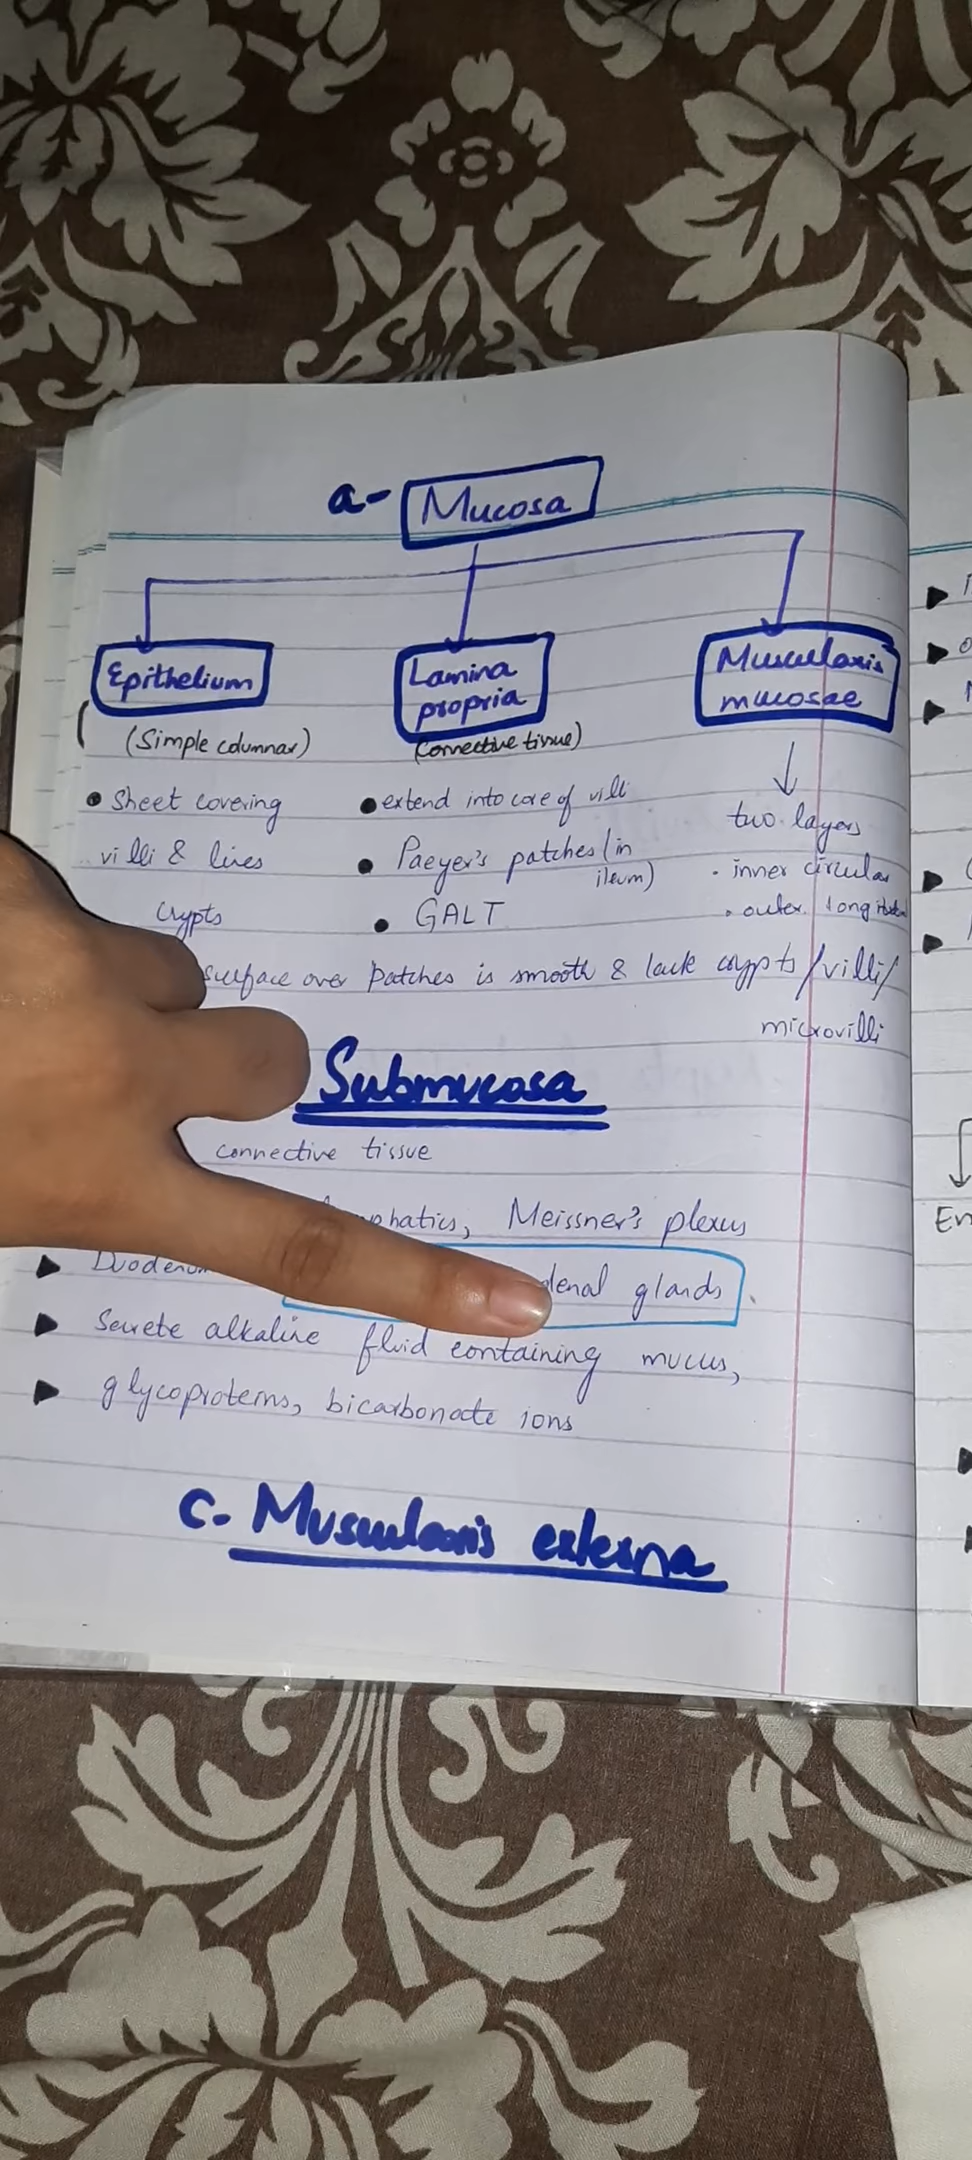 a- Mucosa
Epithelium
Lamina propria
Muscularis mucosae
(Simple columnar)
(Connective tissue)
• Sheet covering
villi & lines
crypts
• extend into core of villi
• Paeyer's patches (in
ileum)
• GALT
two layers
• inner circular
• outer
surface over patches is smooth & lack crypts / villi/
microvilli
Submucosa
connective tissue
Meissner's plexus
glands
Secrete alkaline fluid containing mucus,
glycoproteins, bicarbonate ions
C. Muscularis externa